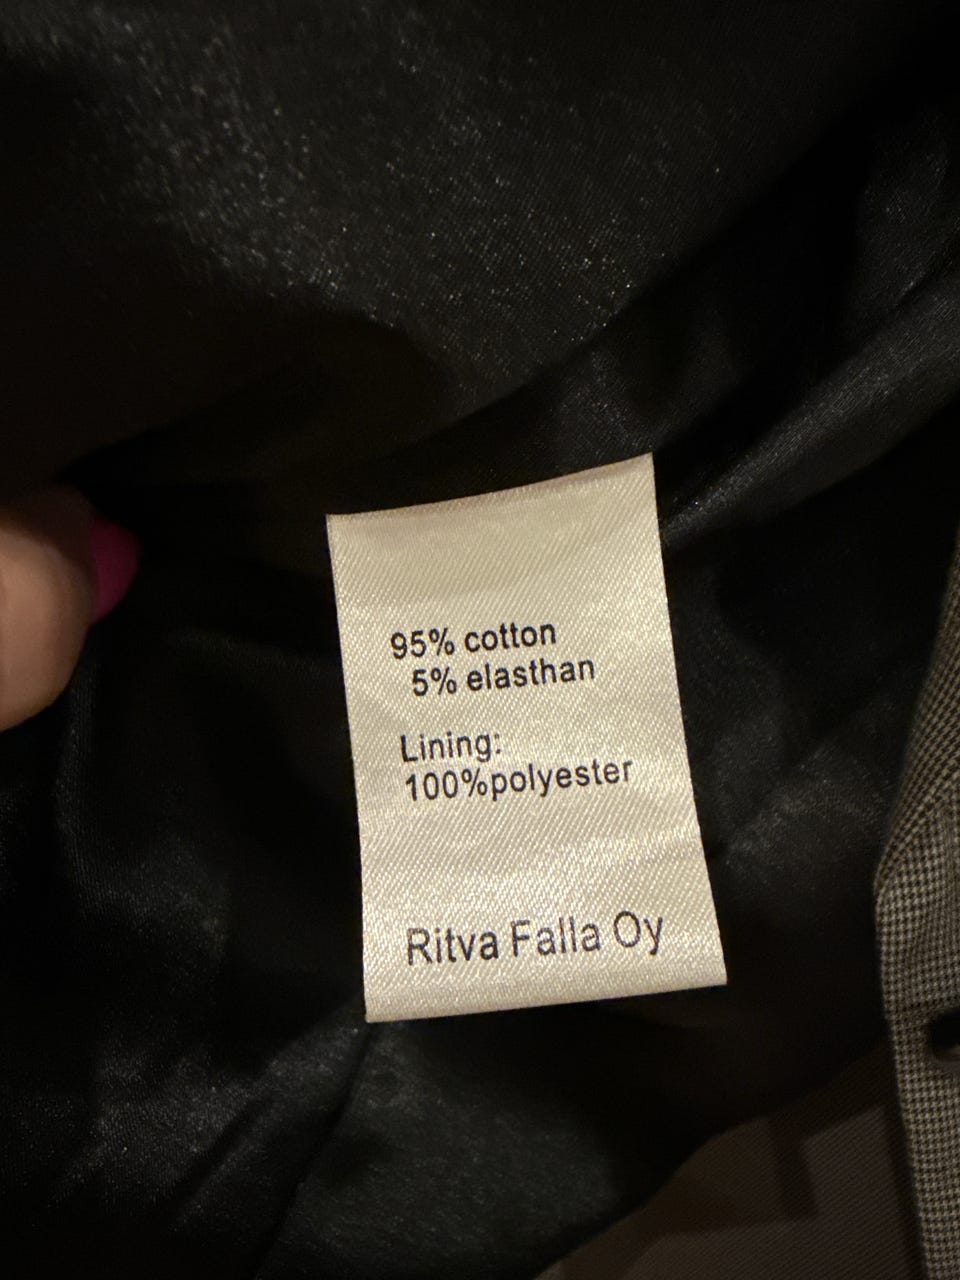 95% cotton
5% elasthan
Lining:
100%polyester
Ritva Falla Oy